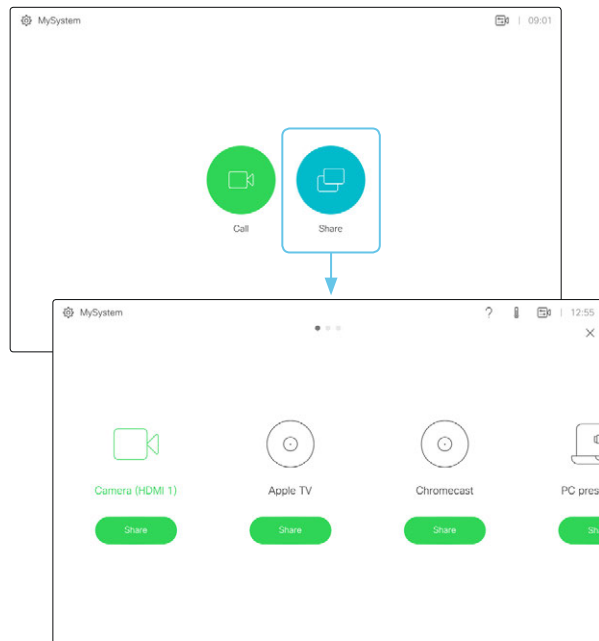 MySystem
09:01
Call
Share
MySystem
? 12:55
Camera (HDMI 1)
Apple TV
Chromecast
PC pres
Share
Share
Share
Sh